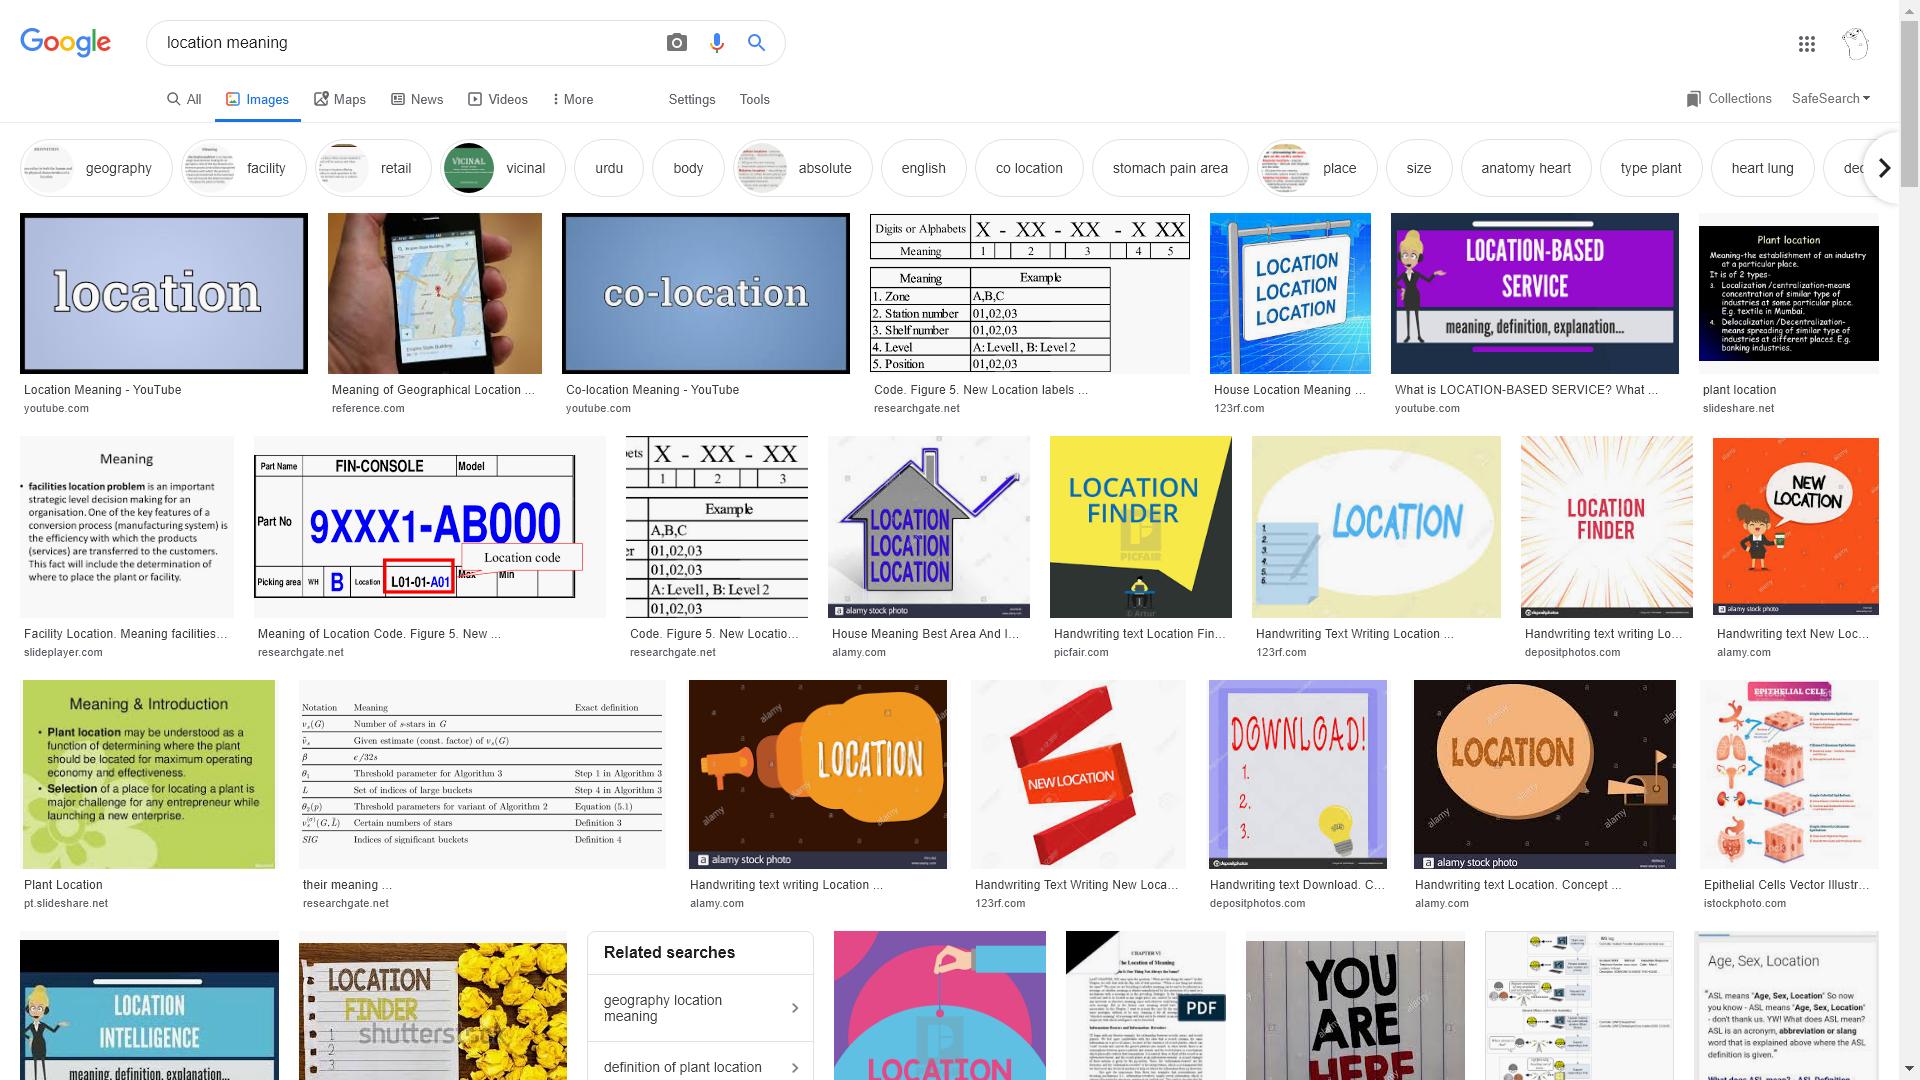 Google
location meaning
All
Images
Maps
News
Videos
More
Settings
Tools
Collections
SafeSearch
geography
facility
retail
VICINAL
vicinal
urdu
body
absolute
english
co location
stomach pain area
place
size
anatomy heart
type plant
heart lung
dec
location
co-location
Digits or Alphabets X - XX - XX - X XX
Meaning 1 2 3 4 5
Meaning Example
1. Zone A,B,C
2. Station number 01,02,03
3. Shelf number 01,02,03
4. Level A: Level1, B: Level 2
5. Position 01,02,03
LOCATION
LOCATION
LOCATION
LOCATION-BASED
SERVICE
meaning, definition, explanation...
Plant location
Meaning-the establishment of an industry
at a particular place.
It is of 2 types-
Localization /centralization-means
concentration of similar type of
industries at some particular place.
E.g. textile in Mumbai.
Delocalization /Decentralization-
means spreading of similar type of
industries at different places. E.g.
banking industries.
Location Meaning - YouTube
youtube.com
Meaning of Geographical Location ...
reference.com
Co-location Meaning - YouTube
youtube.com
Code. Figure 5. New Location labels ...
researchgate.net
House Location Meaning ...
123rf.com
What is LOCATION-BASED SERVICE? What ...
youtube.com
plant location
slideshare.net
Meaning
• facilities location problem is an important
strategic level decision making for an
organisation. One of the key features of a
conversion process (manufacturing system) is
the efficiency with which the products
(services) are transferred to the customers.
This fact will include the determination of
where to place the plant or facility.
Part Name FIN-CONSOLE Model
Part No 9XXX1-AB000
Location code
Picking area WH B Location L01-01-A01 Max Min
ets X - XX - XX
1 2 3
Example
A,B,C
er 01,02,03
01,02,03
A: Level1, B: Level 2
01,02,03
LOCATION
LOCATION
LOCATION
alamy stock photo
LOCATION
FINDER
PICFAIR
LOCATION
1.
2.
3.
4.
5.
6.
LOCATION
FINDER
depositphotos
NEW
LOCATION
alamy stock photo
Facility Location. Meaning facilities...
slideplayer.com
Meaning of Location Code. Figure 5. New ...
researchgate.net
Code. Figure 5. New Locatio...
researchgate.net
House Meaning Best Area And l...
alamy.com
Handwriting text Location Fin...
picfair.com
Handwriting Text Writing Location ...
123rf.com
Handwriting text writing Lo...
depositphotos.com
Handwriting text New Loc...
alamy.com
Meaning & Introduction
• Plant location may be understood as a
function of determining where the plant
should be located for maximum operating
economy and effectiveness.
• Selection of a place for locating a plant is
major challenge for any entrepreneur while
launching a new enterprise.
Notation Meaning Exact definition
νs(G) Number of s-stars in G
ν̂s Given estimate (const. factor) of νs(G)
β ϵ/32s
θ1 Threshold parameter for Algorithm 3 Step 1 in Algorithm 3
L Set of indices of large buckets Step 4 in Algorithm 3
θ2(p) Threshold parameters for variant of Algorithm 2 Equation (5.1)
Certain numbers of stars Definition 3
SIG Indices of significant buckets Definition 4
LOCATION
alamy
alamy stock photo
NEW LOCATION
DOWNLOAD!
1.
2.
3.
depositphotos
LOCATION
alamy
alamy stock photo
EPITHELIAL CELL
Plant Location
pt.slideshare.net
their meaning ...
researchgate.net
Handwriting text writing Location ...
alamy.com
Handwriting Text Writing New Loca...
123rf.com
Handwriting text Download. C...
depositphotos.com
Handwriting text Location. Concept ...
alamy.com
Epithelial Cells Vector Illustr...
istockphoto.com
LOCATION
INTELLIGENCE
meaning, definition, explanation...
LOCATION
FINDER
shutterst
1
2
3
Related searches
geography location
meaning
definition of plant location
LOCATION
CHAPTER VI
The Location of Meaning
PDF
YOU
ARE
HERE
Age, Sex, Location
"ASL means "Age, Sex, Location" So now
you know - ASL means "Age, Sex, Location"
- don't thank us. YW! What does ASL mean?
ASL is an acronym, abbreviation or slang
word that is explained above where the ASL
definition is given."